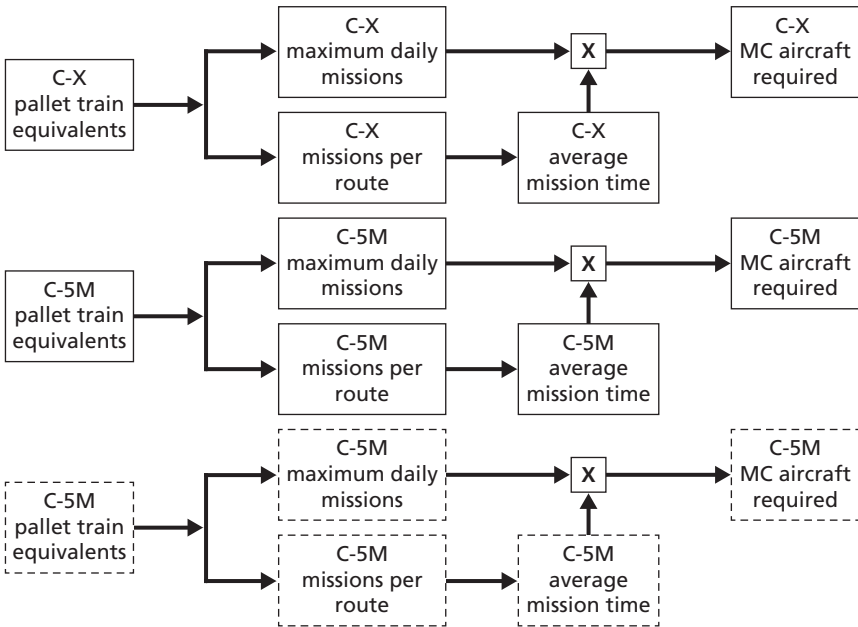 C-X
pallet train
equivalents
C-X
maximum daily
missions
C-X
missions per
route
X
C-X
average
mission time
C-X
MC aircraft
required
C-5M
pallet train
equivalents
C-5M
maximum daily
missions
C-5M
missions per
route
X
C-5M
average
mission time
C-5M
MC aircraft
required
C-5M
pallet train
equivalents
C-5M
maximum daily
missions
C-5M
missions per
route
X
C-5M
average
mission time
C-5M
MC aircraft
required